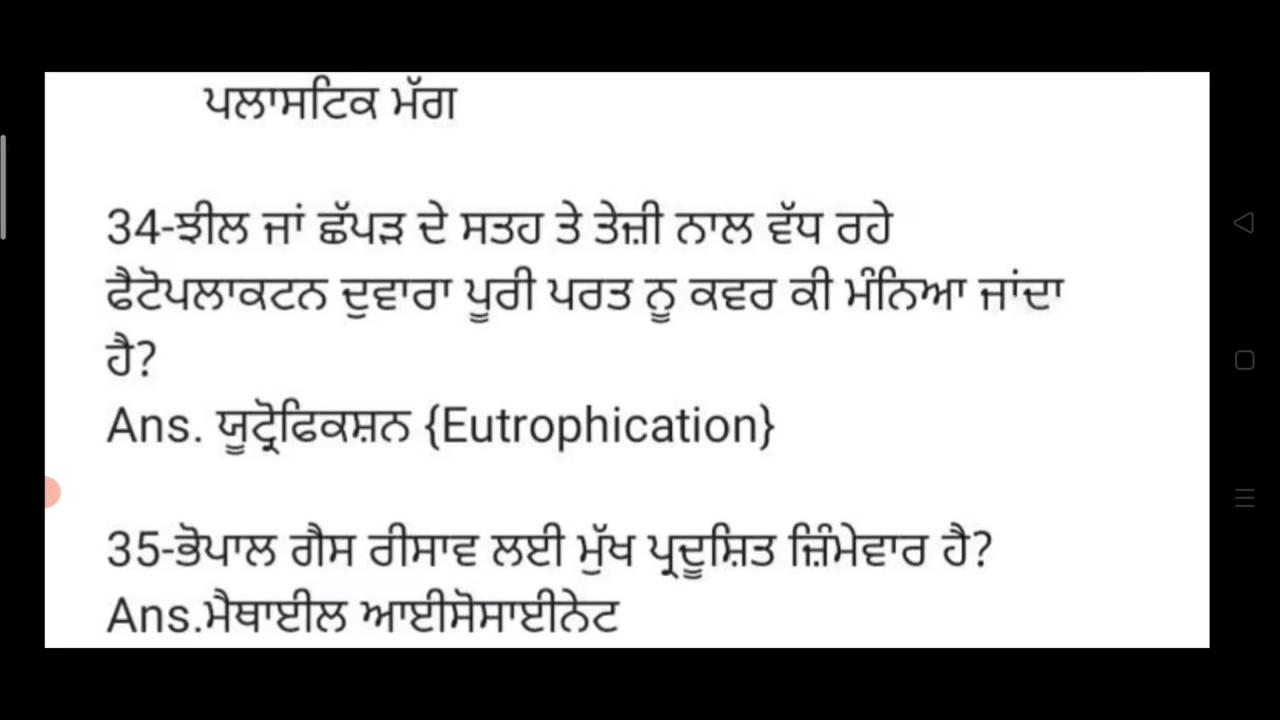 ਪਲਾਸਟਿਕ ਮੱਗ
34-ਝੀਲ ਜਾਂ ਛੱਪੜ ਦੇ ਸਤਹ ਤੇ ਤੇਜ਼ੀ ਨਾਲ ਵੱਧ ਰਹੇ
ਫੈਟੋਪਲਾਕਟਨ ਦੁਵਾਰਾ ਪੂਰੀ ਪਰਤ ਨੂ ਕਵਰ ਕੀ ਮੰਨਿਆ ਜਾਂਦਾ
ਹੈ?
Ans. ਯੂਟ੍ਰੋਫਿਕਸ਼ਨ {Eutrophication}
35-ਭੋਪਾਲ ਗੈਸ ਰੀਸਾਵ ਲਈ ਮੁੱਖ ਪ੍ਰਦੂਸ਼ਿਤ ਜ਼ਿੰਮੇਵਾਰ ਹੈ?
Ans.ਮੈਥਾਈਲ ਆਈਸੋਸਾਈਨੇਟ